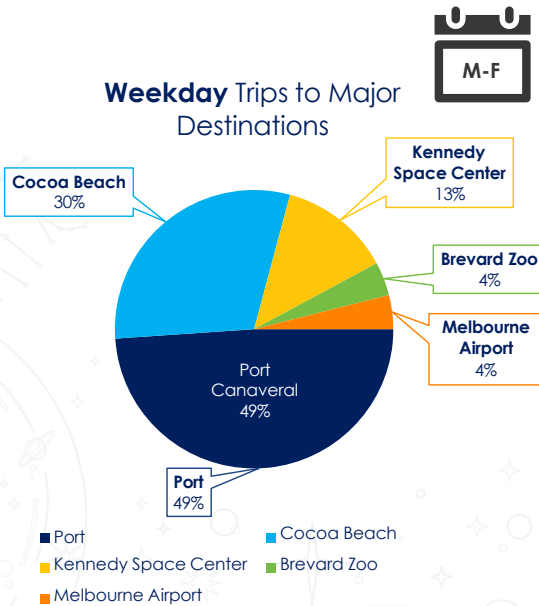 M-F
Weekday Trips to Major
Destinations
Kennedy
Space Center
13%
Cocoa Beach
30%
Brevard Zoo
4%
Melbourne
Airport
4%
Port
Canaveral
49%
Port
49%
Port
Cocoa Beach
Kennedy Space Center
Brevard Zoo
Melbourne Airport